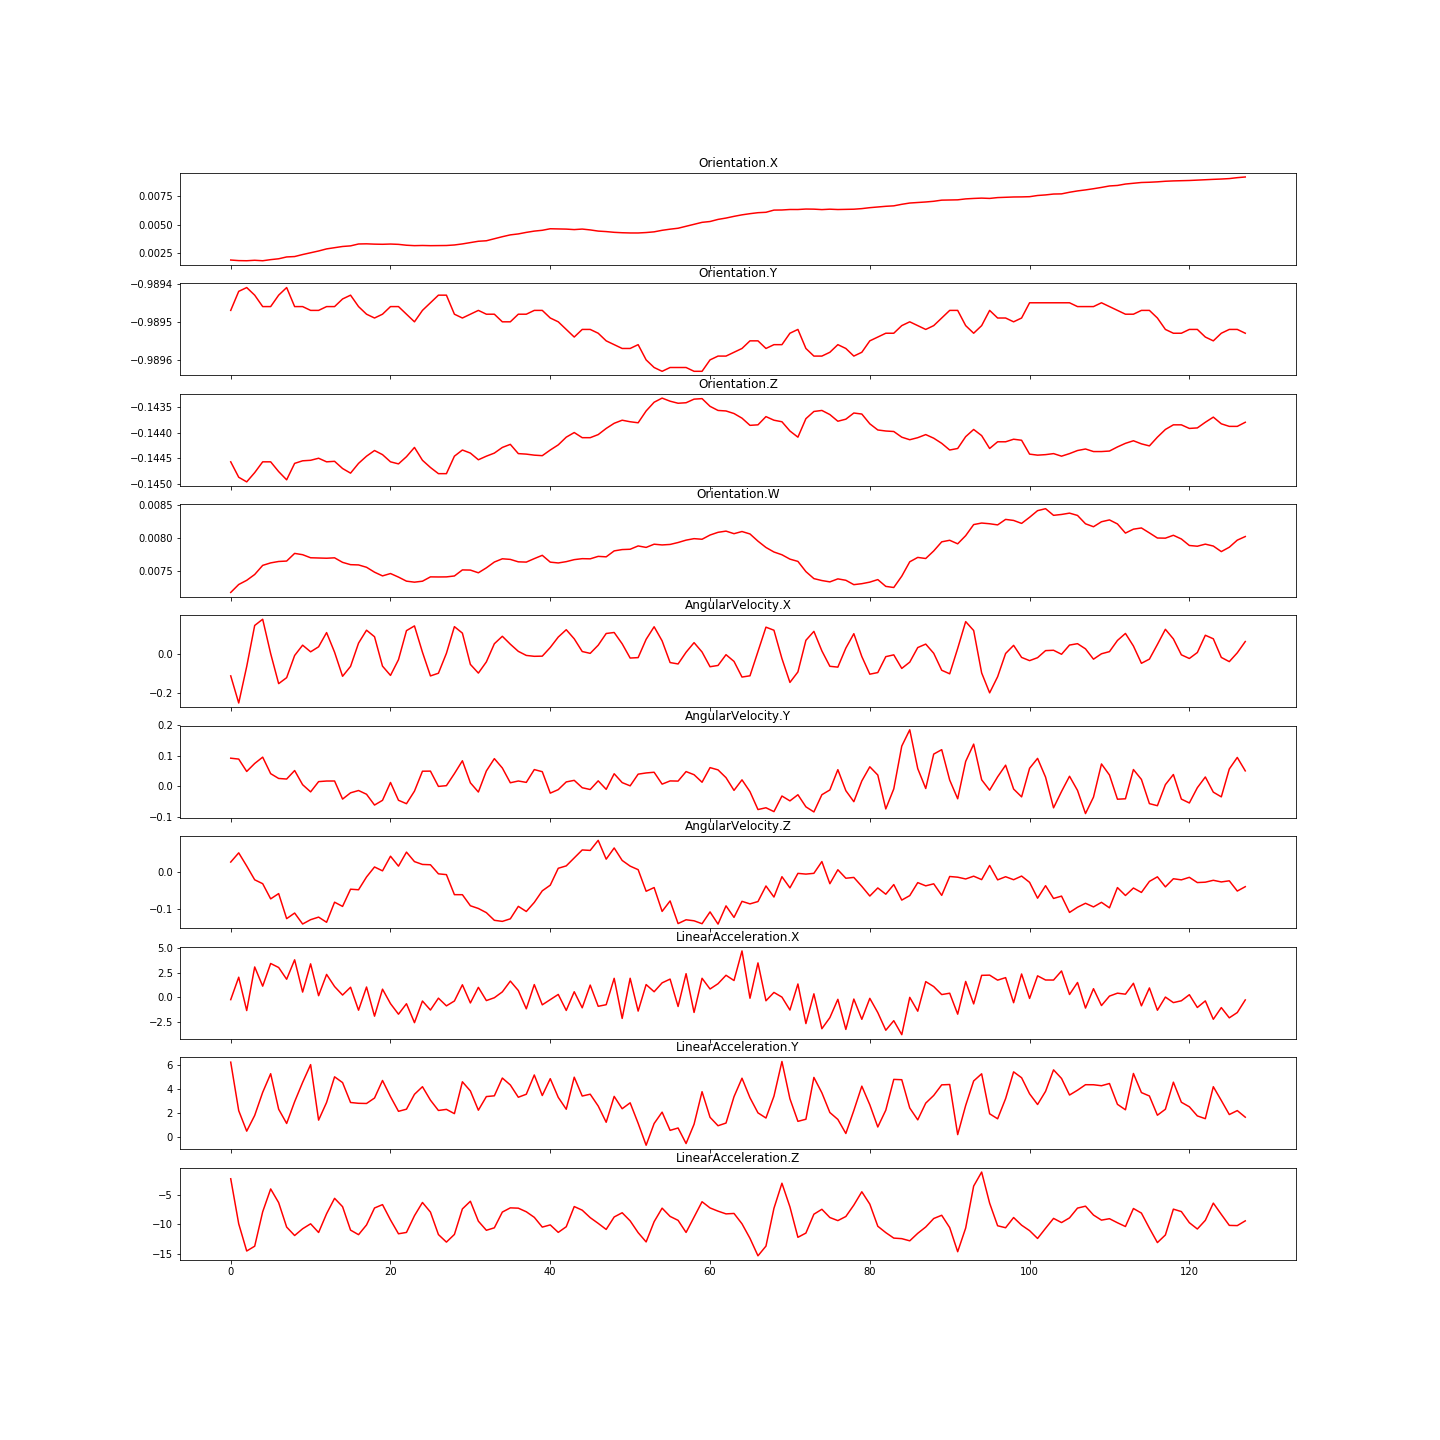 Orientation.X
0.0075
0.0050
0.0025
Orientation.Y
−0.9894
−0.9895
−0.9896
Orientation.Z
−0.1435
−0.1440
−0.1445
−0.1450
Orientation.W
0.0085
0.0080
0.0075
AngularVelocity.X
0.0
−0.2
AngularVelocity.Y
0.2
0.1
0.0
−0.1
AngularVelocity.Z
0.0
−0.1
LinearAcceleration.X
5.0
2.5
0.0
−2.5
LinearAcceleration.Y
6
4
2
0
LinearAcceleration.Z
−5
−10
−15
0 20 40 60 80 100 120